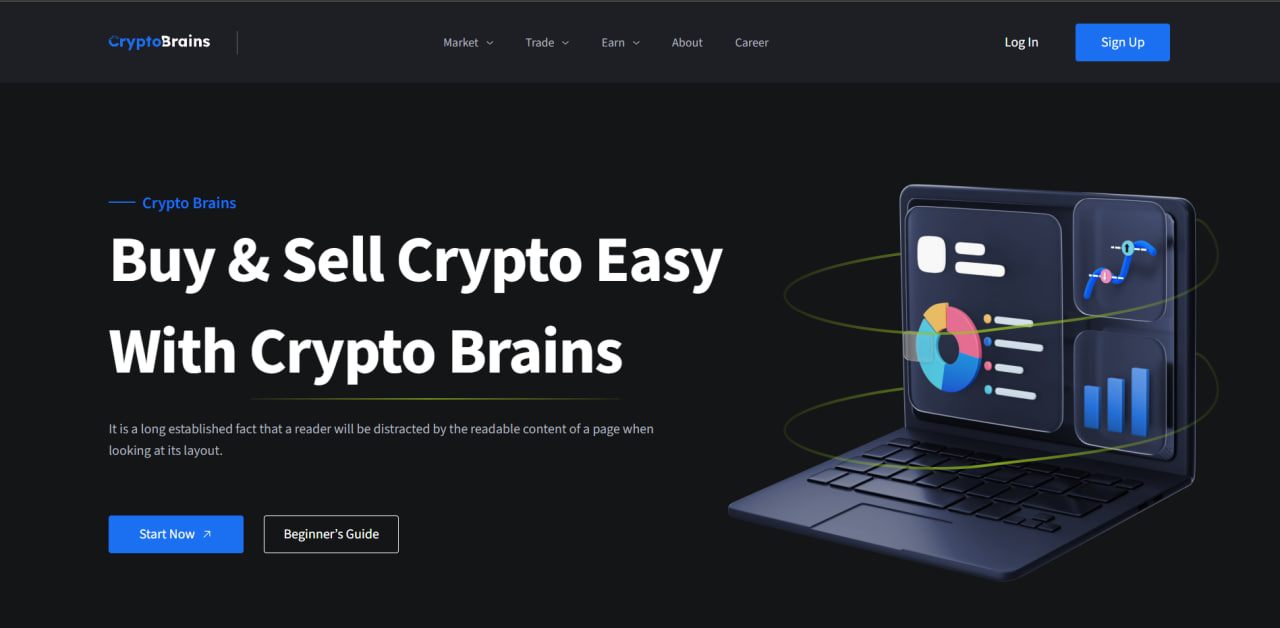 CryptoBrains
Market
Trade
Earn
About
Career
Log In
Sign Up
Crypto Brains
Buy & Sell Crypto Easy
With Crypto Brains
It is a long established fact that a reader will be distracted by the readable content of a page when
looking at its layout.
Start Now
Beginner’s Guide